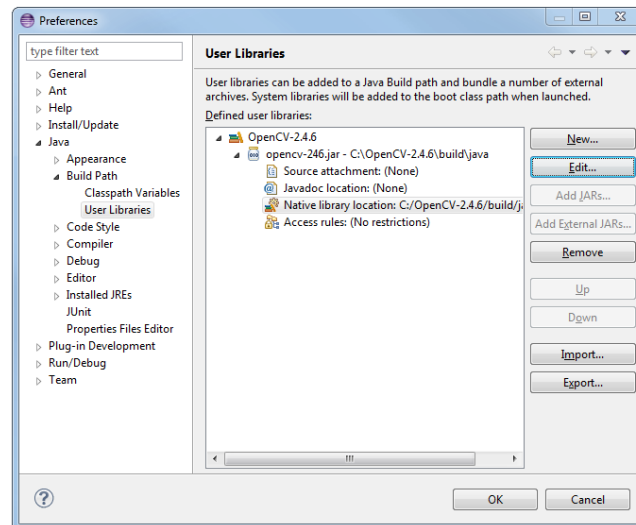 Preferences
type filter text
General
Ant
Help
Install/Update
Java
Appearance
Build Path
Classpath Variables
User Libraries
Code Style
Compiler
Debug
Editor
Installed JREs
JUnit
Properties Files Editor
Plug-in Development
Run/Debug
Team
User Libraries
User libraries can be added to a Java Build path and bundle a number of external
archives. System libraries will be added to the boot class path when launched.
Defined user libraries:
OpenCV-2.4.6
opencv-246.jar - C:\OpenCV-2.4.6\build\java
Source attachment: (None)
Javadoc location: (None)
Native library location: C:/OpenCV-2.4.6/build/j
Access rules: (No restrictions)
New...
Edit...
Add JARs...
Add External JARs...
Remove
Up
Down
Import...
Export...
OK
Cancel